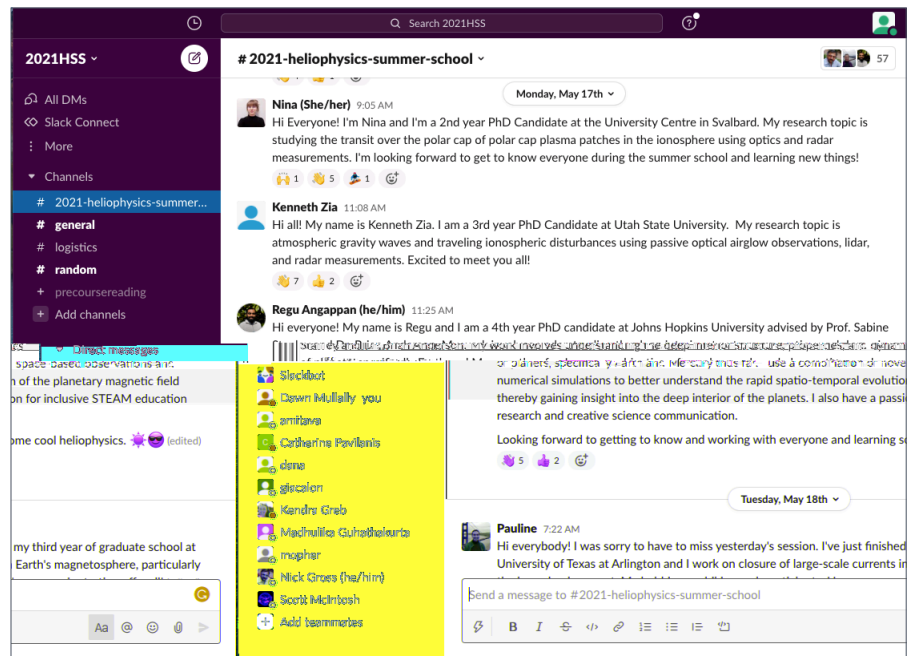 Search 2021HSS
2021HSS
# 2021-heliophysics-summer-school
57
All DMs
Slack Connect
More
Channels
# 2021-heliophysics-summer...
# general
# logistics
# random
+ precoursereading
+ Add channels
Direct messages
Monday, May 17th
Nina (She/her) 9:05 AM
Hi Everyone! I'm Nina and I'm a 2nd year PhD Candidate at the University Centre in Svalbard. My research topic is
studying the transit over the polar cap of polar cap plasma patches in the ionosphere using optics and radar
measurements. I'm looking forward to get to know everyone during the summer school and learning new things!
1 5 1
Kenneth Zia 11:08 AM
Hi all! My name is Kenneth Zia. I am a 3rd year PhD Candidate at Utah State University. My research topic is
atmospheric gravity waves and traveling ionospheric disturbances using passive optical airglow observations, lidar,
and radar measurements. Excited to meet you all!
7 2
Regu Angappan (he/him) 11:25 AM
Hi everyone! My name is Regu and I am a 4th year PhD candidate at Johns Hopkins University advised by Prof. Sabine
space-based observations and
n of the planetary magnetic field
on for inclusive STEAM education
ome cool heliophysics. (edited)
my third year of graduate school at
Earth's magnetosphere, particularly
Aa @
Slackbot
Dawn Mullally you
amitava
Catherine Pavilanis
dana
giscalon
Kendra Greb
Madhulika Guhathakurta
mopher
Nick Gross (he/him)
Scott McIntosh
+ Add teammates
numerical simulations to better understand the rapid spatio-temporal evolutio
thereby gaining insight into the deep interior of the planets. I also have a passi
research and creative science communication.
Looking forward to getting to know and working with everyone and learning s
5 2
Tuesday, May 18th
Pauline 7:22 AM
Hi everybody! I was sorry to have to miss yesterday's session. I've just finished
University of Texas at Arlington and I work on closure of large-scale currents in
Send a message to #2021-heliophysics-summer-school
B I S </>